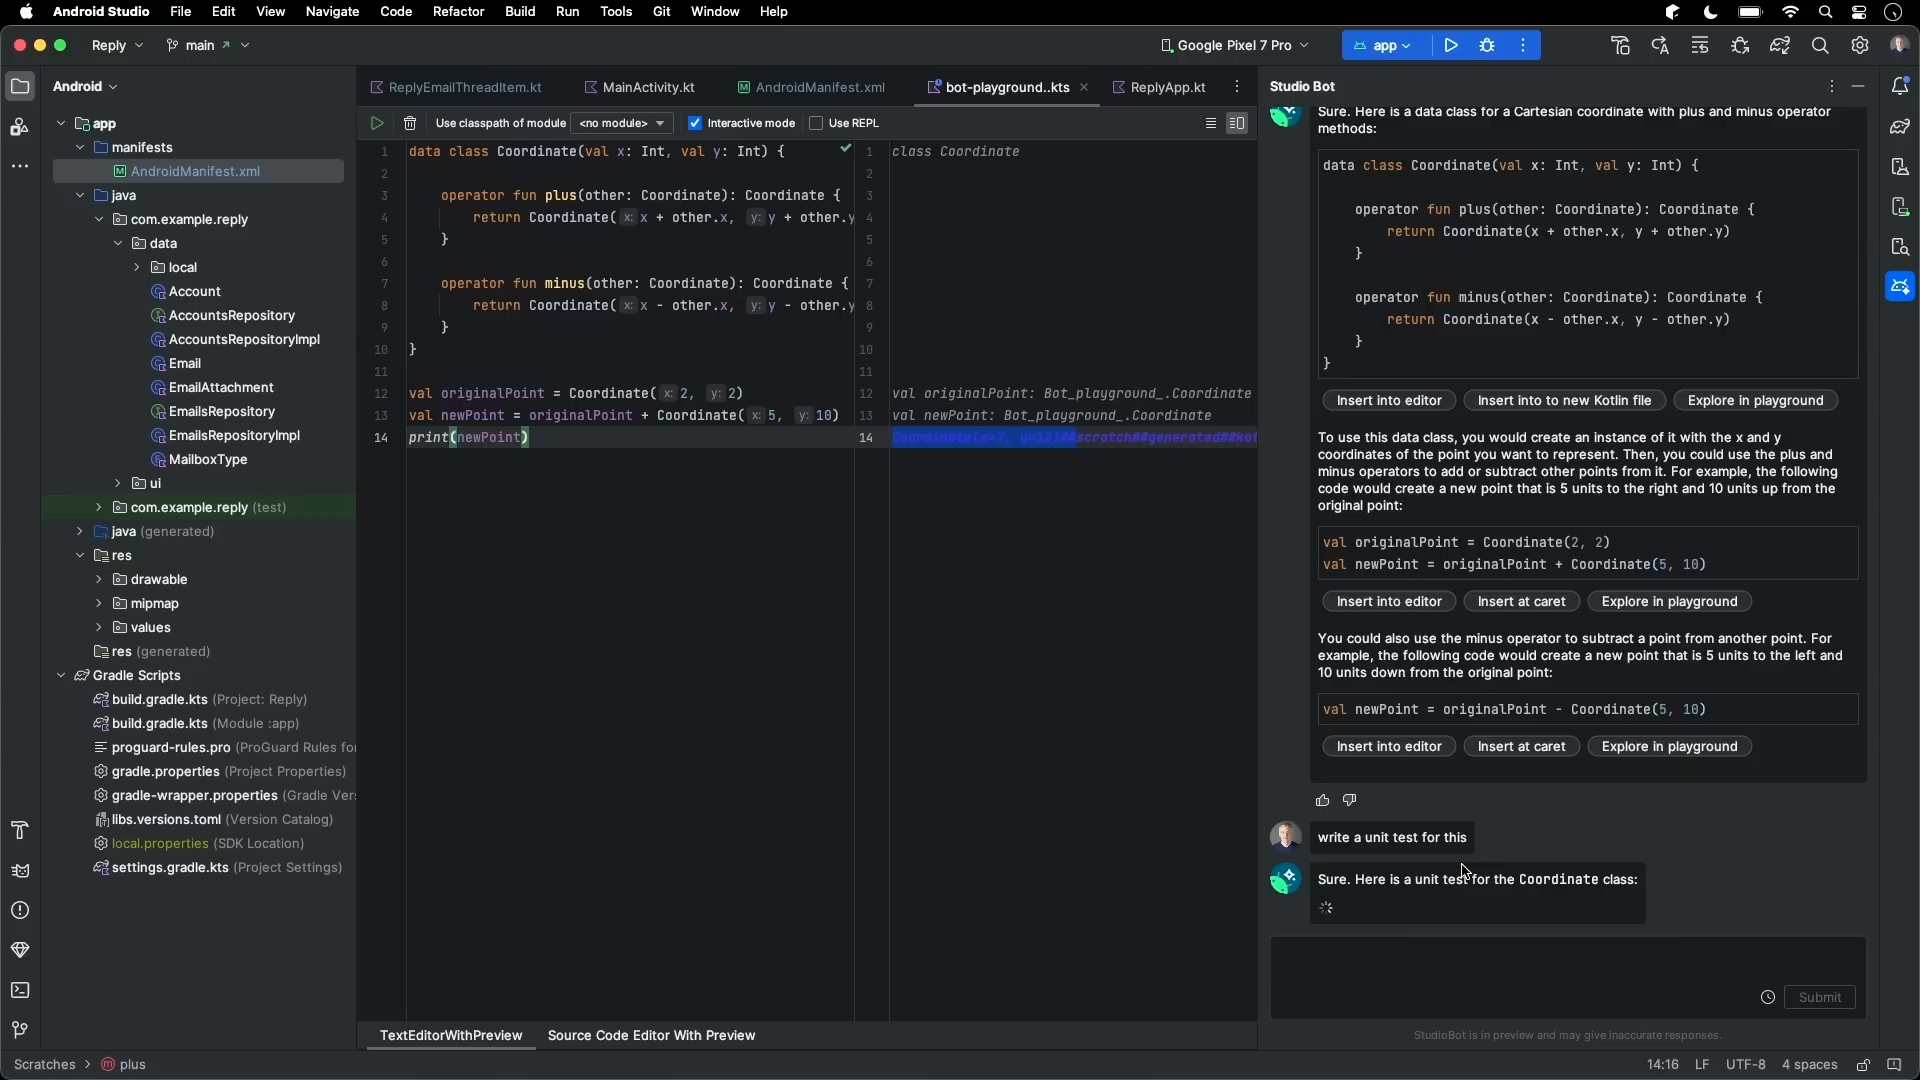 Android Studio File Edit View Navigate Code Refactor Build Run Tools Git Window Help
Reply main Google Pixel 7 Pro app
Android
app
manifests
AndroidManifest.xml
java
com.example.reply
data
local
Account
AccountsRepository
AccountsRepositoryImpl
Email
EmailAttachment
EmailsRepository
EmailsRepositoryImpl
MailboxType
ui
com.example.reply (test)
java (generated)
res
drawable
mipmap
values
res (generated)
Gradle Scripts
build.gradle.kts (Project: Reply)
build.gradle.kts (Module :app)
proguard-rules.pro (ProGuard Rules for
gradle.properties (Project Properties)
gradle-wrapper.properties (Gradle Ver
libs.versions.toml (Version Catalog)
local.properties (SDK Location)
settings.gradle.kts (Project Settings)
ReplyEmailThreadItem.kt MainActivity.kt AndroidManifest.xml bot-playground..kts ReplyApp.kt
Use classpath of module <no module> Interactive mode Use REPL
1 data class Coordinate(val x: Int, val y: Int) {
2
3 operator fun plus(other: Coordinate): Coordinate {
4 return Coordinate( x: x + other.x, y: y + other.y
5 }
6
7 operator fun minus(other: Coordinate): Coordinate {
8 return Coordinate( x: x - other.x, y: y - other.y
9 }
10 }
11
12 val originalPoint = Coordinate( x: 2, y: 2)
13 val newPoint = originalPoint + Coordinate( x: 5, y: 10)
14 print(newPoint)
1 class Coordinate
2
3
4
5
6
7
8
9
10
11
12 val originalPoint: Bot_playground_.Coordinate
13 val newPoint: Bot_playground_.Coordinate
14 Coordinate(x=7, y=12)##scratch##generated##kot
TextEditorWithPreview Source Code Editor With Preview
Studio Bot
Sure. Here is a data class for a Cartesian coordinate with plus and minus operator
methods:
data class Coordinate(val x: Int, val y: Int) {
operator fun plus(other: Coordinate): Coordinate {
return Coordinate(x + other.x, y + other.y)
}
operator fun minus(other: Coordinate): Coordinate {
return Coordinate(x - other.x, y - other.y)
}
}
Insert into editor Insert into to new Kotlin file Explore in playground
To use this data class, you would create an instance of it with the x and y
coordinates of the point you want to represent. Then, you could use the plus and
minus operators to add or subtract other points from it. For example, the following
code would create a new point that is 5 units to the right and 10 units up from the
original point:
val originalPoint = Coordinate(2, 2)
val newPoint = originalPoint + Coordinate(5, 10)
Insert into editor Insert at caret Explore in playground
You could also use the minus operator to subtract a point from another point. For
example, the following code would create a new point that is 5 units to the left and
10 units down from the original point:
val newPoint = originalPoint - Coordinate(5, 10)
Insert into editor Insert at caret Explore in playground
write a unit test for this
Sure. Here is a unit test for the Coordinate class:
Submit
StudioBot is in preview and may give inaccurate responses.
Scratches plus 14:16 LF UTF-8 4 spaces